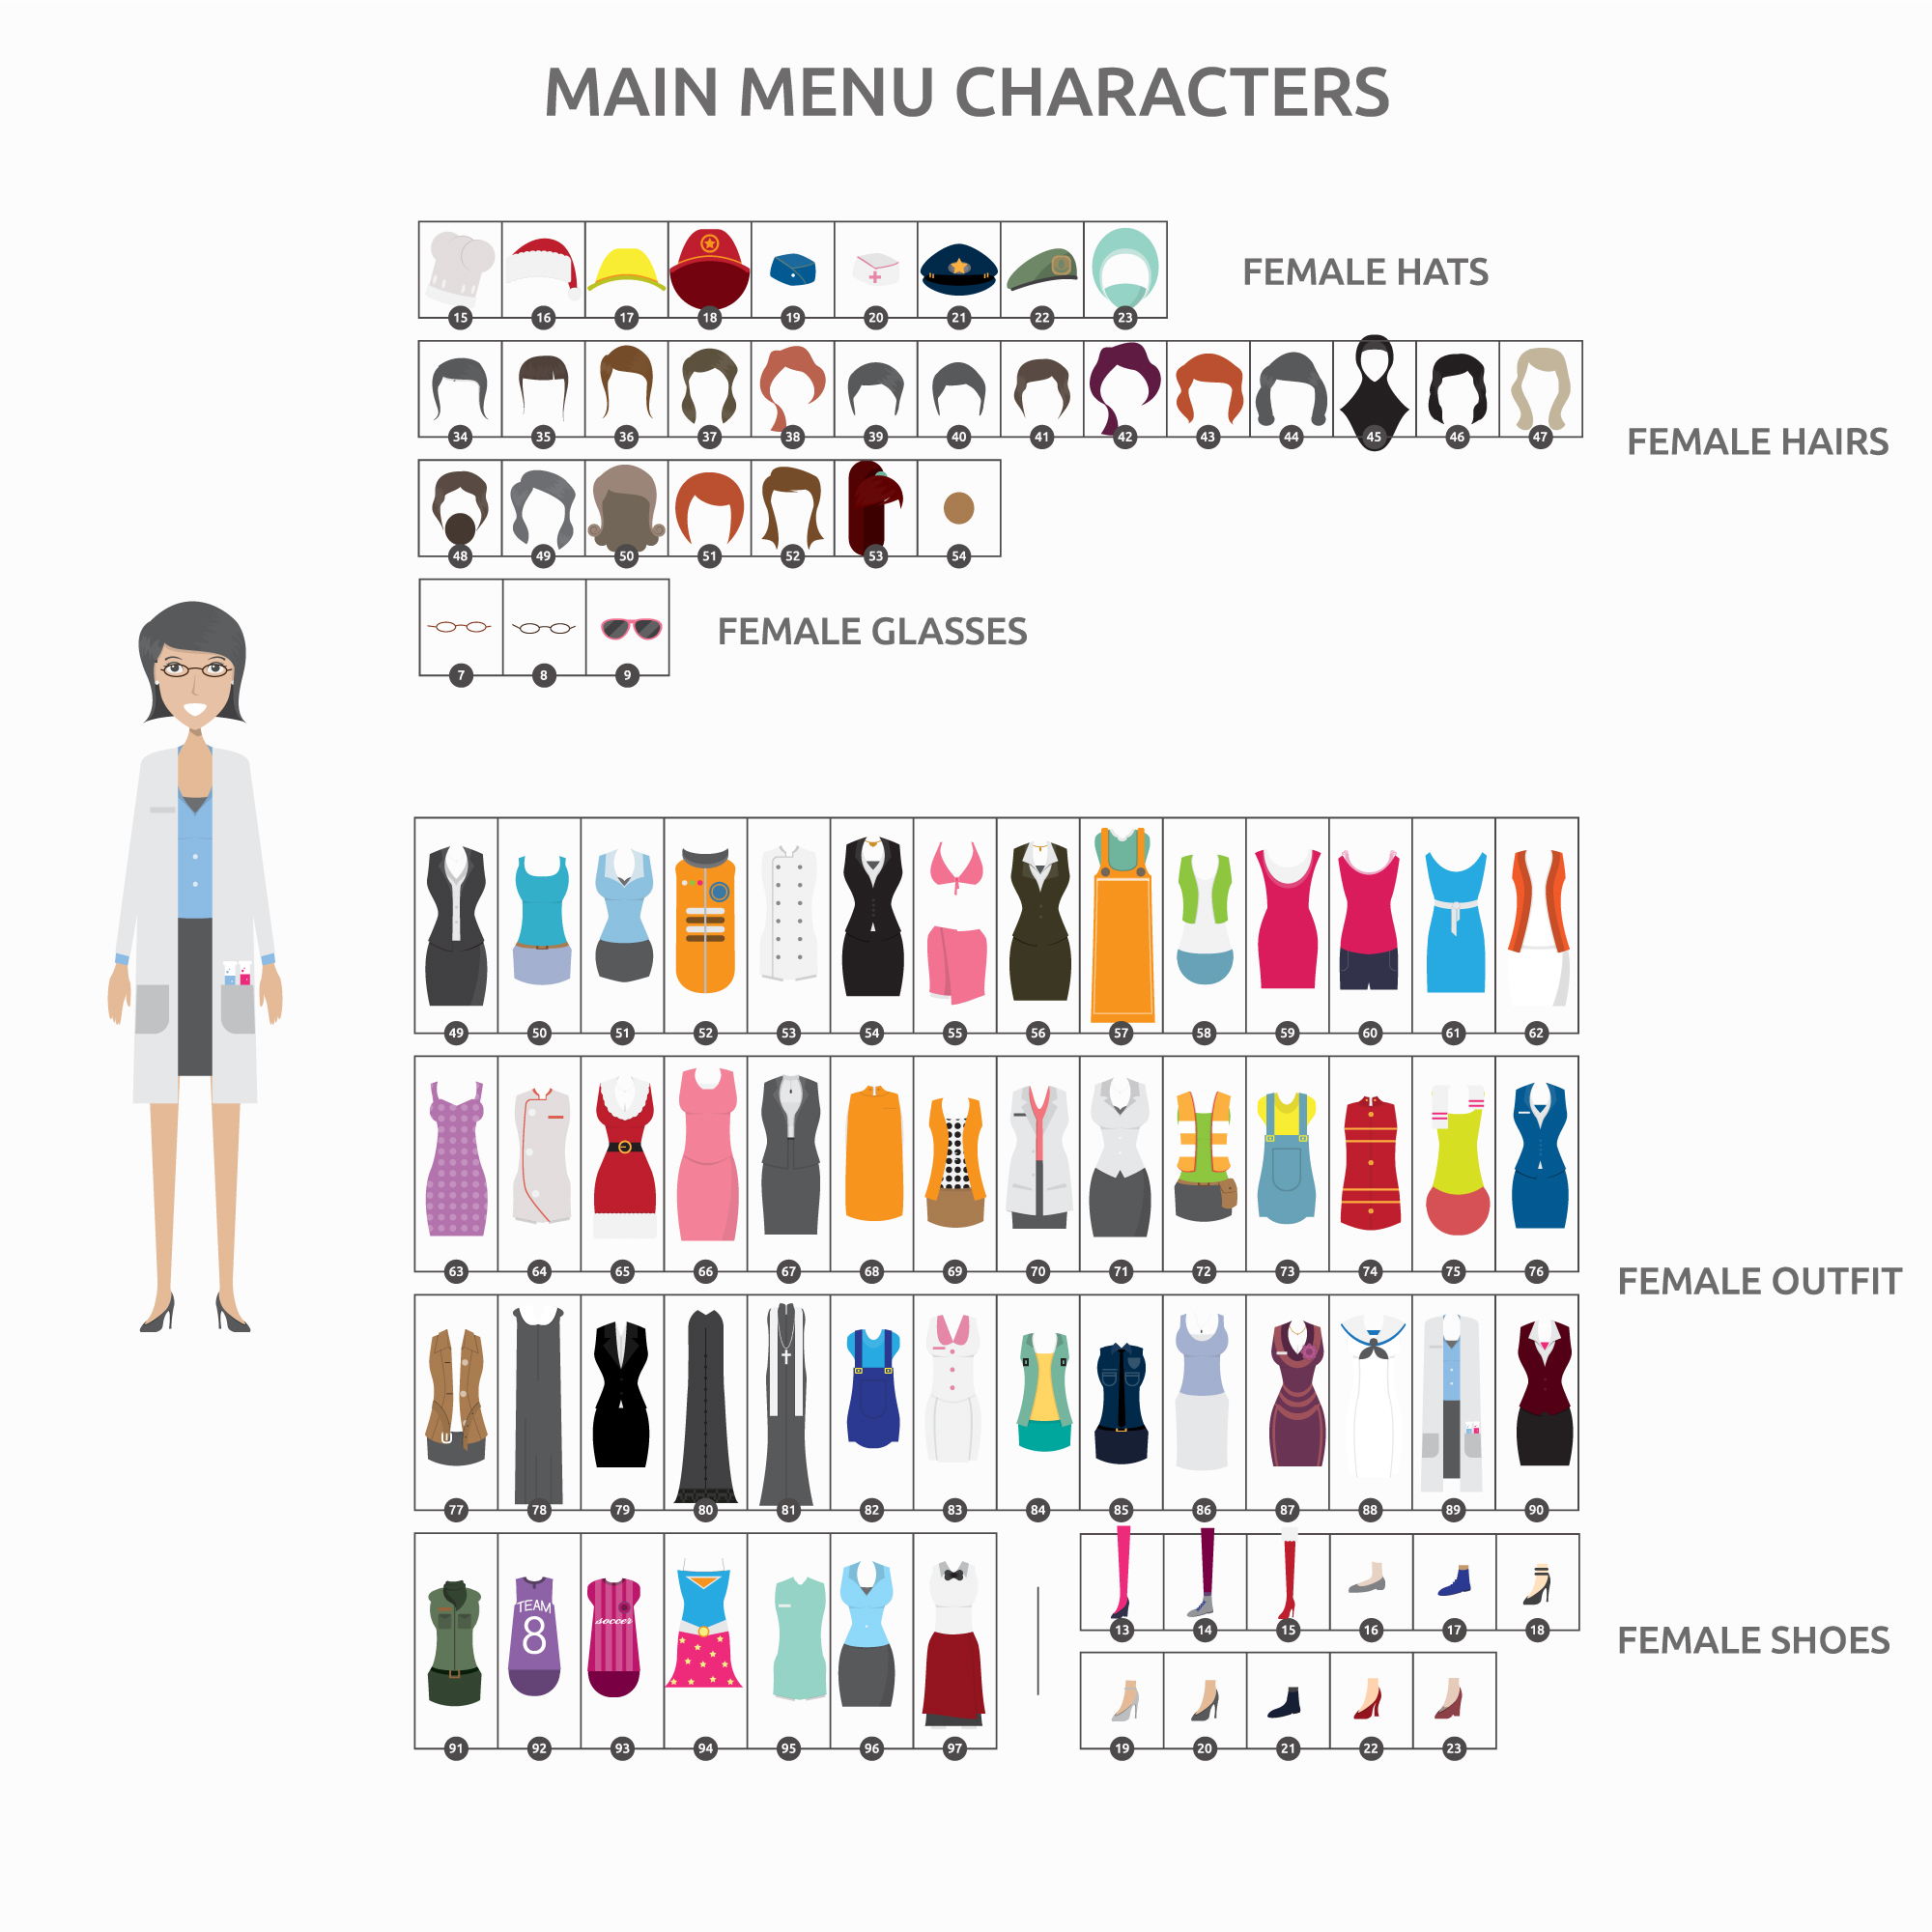 MAIN MENU CHARACTERS
15 16 17 18 19 20 21 22 23
FEMALE HATS
34 35 36 37 38 39 40 41 42 43 44 45 46 47
FEMALE HAIRS
48 49 50 51 52 53 54
7 8 9
FEMALE GLASSES
49 50 51 52 53 54 55 56 57 58 59 60 61 62
63 64 65 66 67 68 69 70 71 72 73 74 75 76
FEMALE OUTFIT
77 78 79 80 81 82 83 84 85 86 87 88 89 90
TEAM
8
soccer
13 14 15 16 17 18
FEMALE SHOES
91 92 93 94 95 96 97
19 20 21 22 23